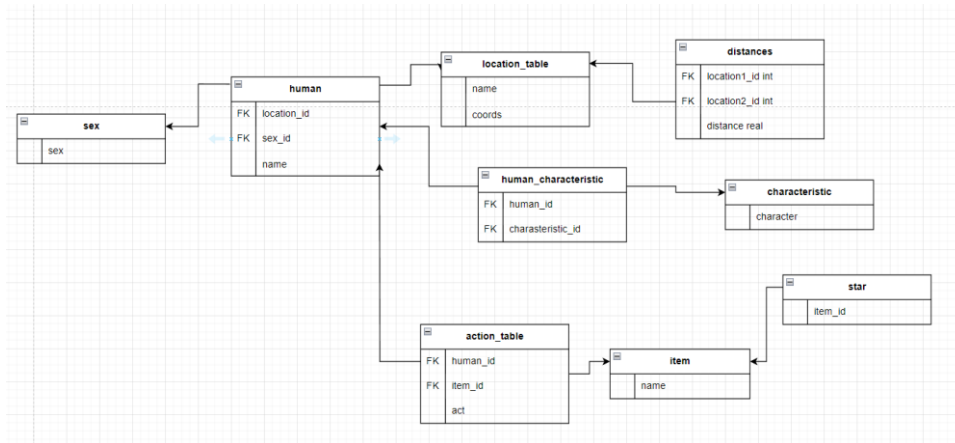 sex
sex
human
FK location_id
FK sex_id
name
location_table
name
coords
distances
FK location1_id int
FK location2_id int
distance real
human_characteristic
FK human_id
FK charasteristic_id
characteristic
character
star
item_id
action_table
FK human_id
FK item_id
act
item
name